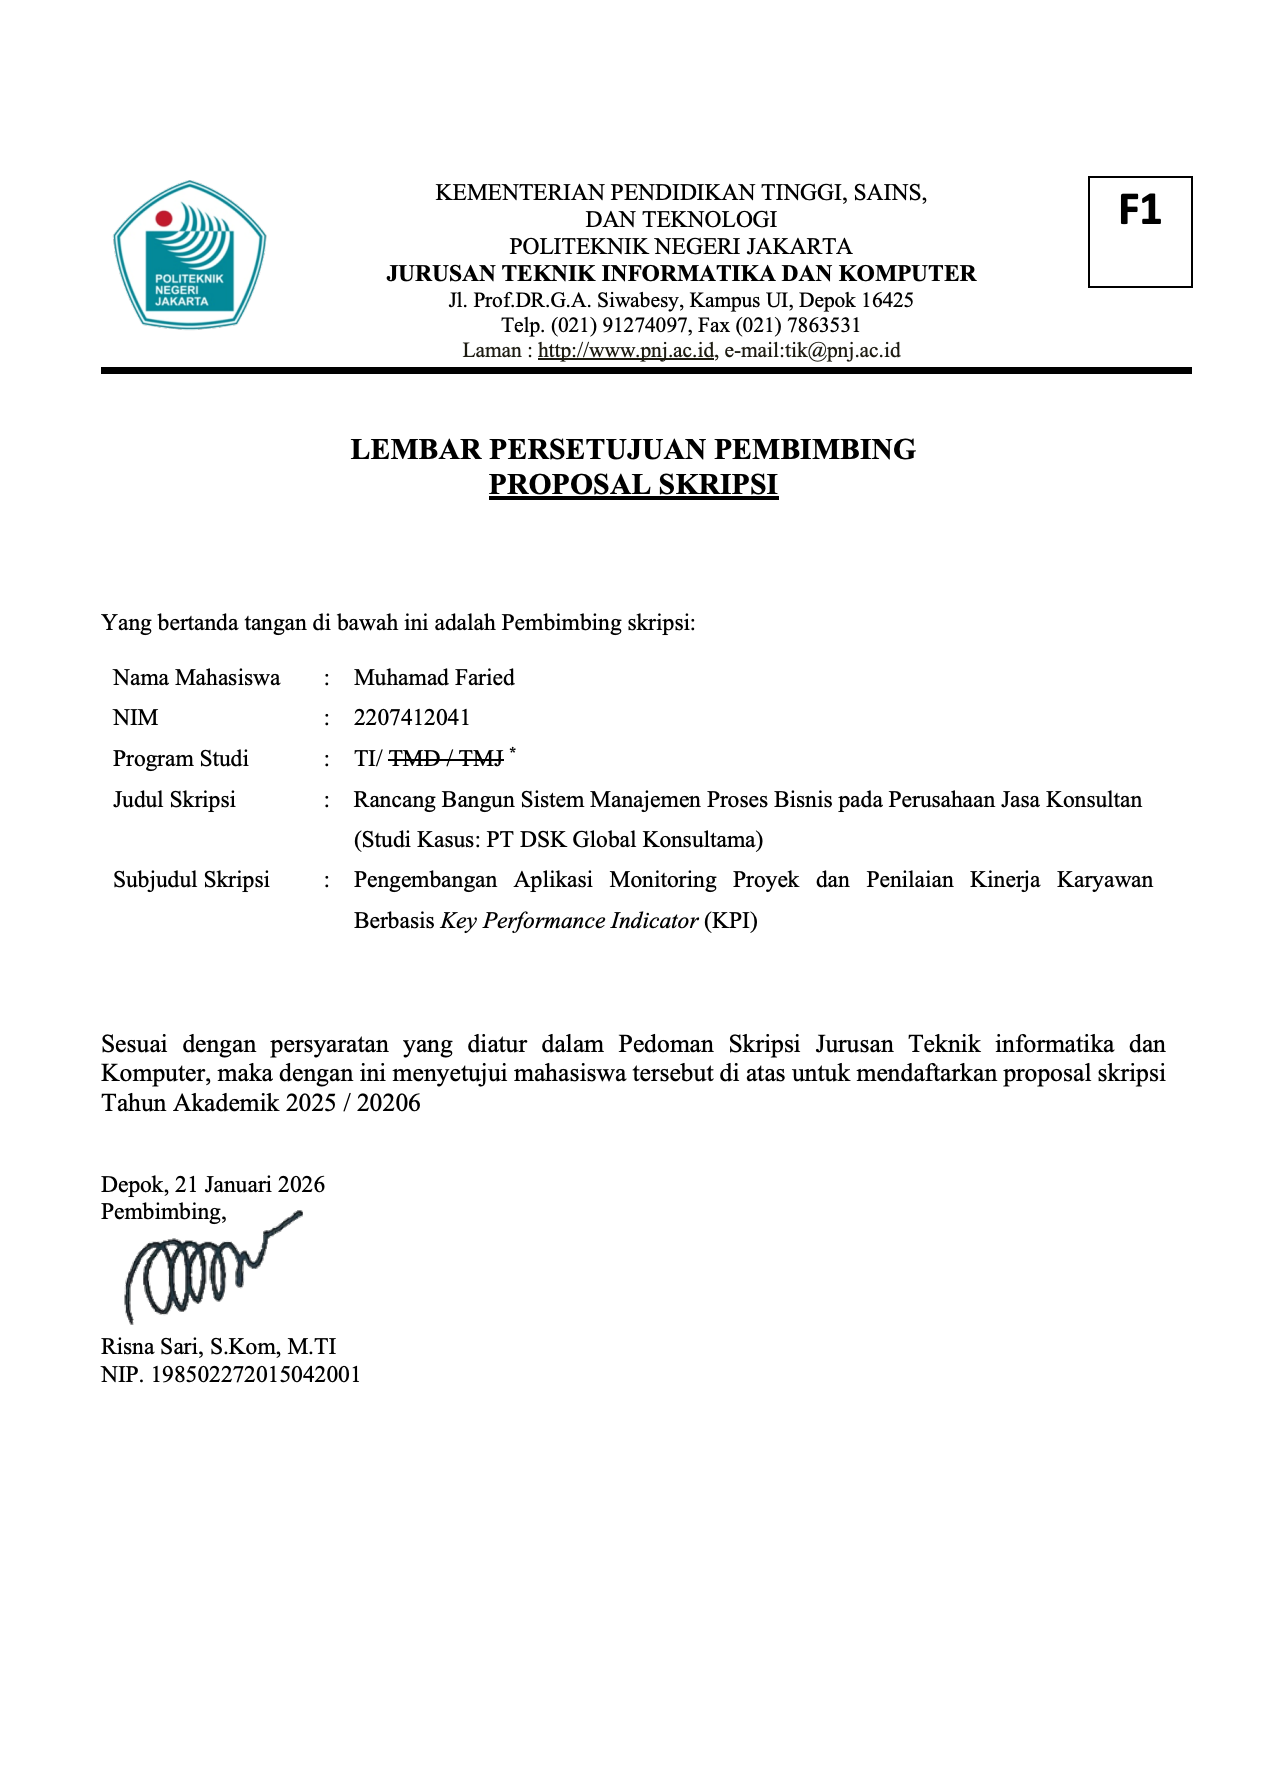 POLITEKNIK
NEGERI
JAKARTA
KEMENTERIAN PENDIDIKAN TINGGI, SAINS,
DAN TEKNOLOGI
POLITEKNIK NEGERI JAKARTA
JURUSAN TEKNIK INFORMATIKA DAN KOMPUTER
Jl. Prof.DR.G.A. Siwabesy, Kampus UI, Depok 16425
Telp. (021) 91274097, Fax (021) 7863531
Laman : http://www.pnj.ac.id, e-mail:tik@pnj.ac.id
F1
LEMBAR PERSETUJUAN PEMBIMBING
PROPOSAL SKRIPSI
Yang bertanda tangan di bawah ini adalah Pembimbing skripsi:
Nama Mahasiswa : Muhamad Faried
NIM : 2207412041
Program Studi : TI/ TMD / TMJ *
Judul Skripsi : Rancang Bangun Sistem Manajemen Proses Bisnis pada Perusahaan Jasa Konsultan
(Studi Kasus: PT DSK Global Konsultama)
Subjudul Skripsi : Pengembangan Aplikasi Monitoring Proyek dan Penilaian Kinerja Karyawan
Berbasis Key Performance Indicator (KPI)
Sesuai dengan persyaratan yang diatur dalam Pedoman Skripsi Jurusan Teknik informatika dan
Komputer, maka dengan ini menyetujui mahasiswa tersebut di atas untuk mendaftarkan proposal skripsi
Tahun Akademik 2025 / 20206
Depok, 21 Januari 2026
Pembimbing,
Risna Sari, S.Kom, M.TI
NIP. 198502272015042001